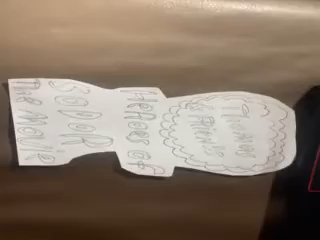 Thomas
& Friends
Heroes of
SODOR
The Movie